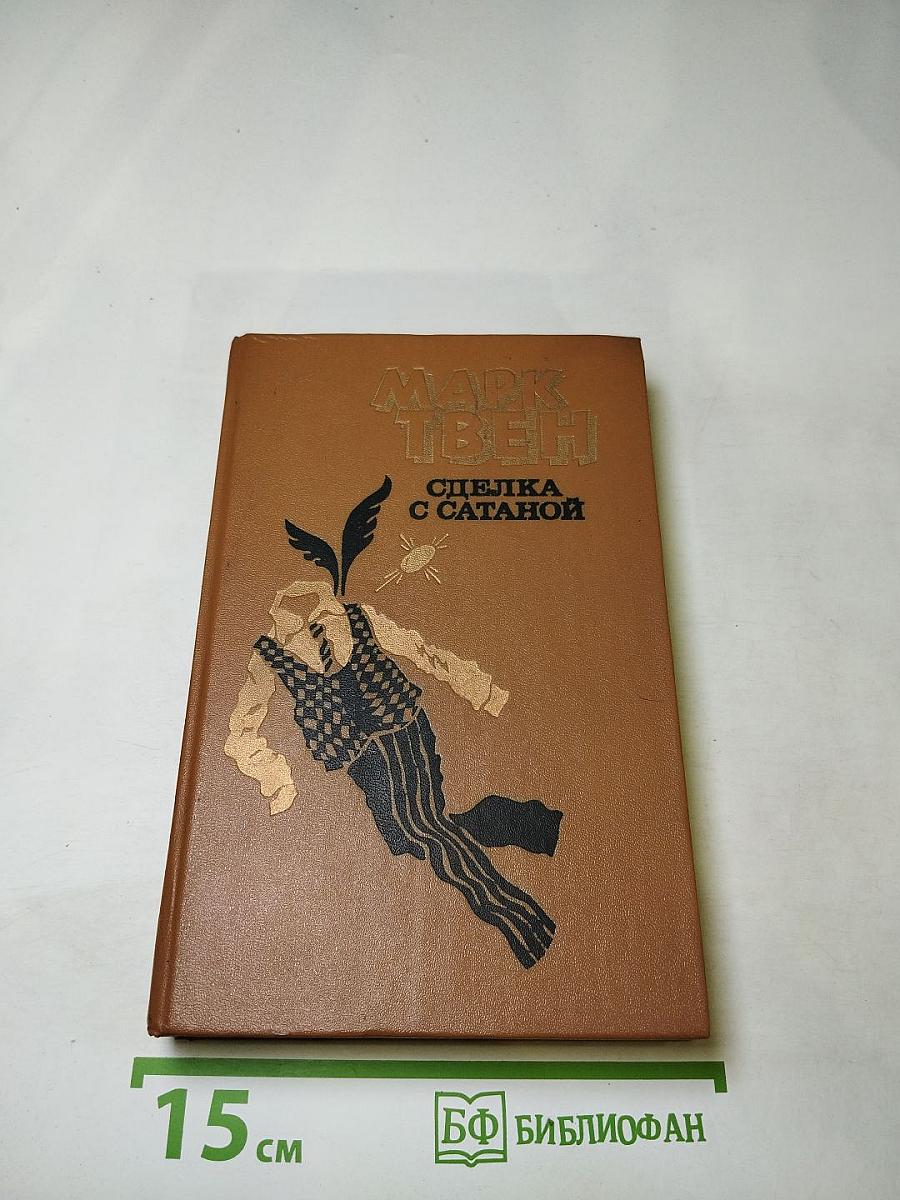 МАРК
ТВЕН
СДЕЛКА
С САТАНОЙ
15 см
БФ БИБЛИОФАН